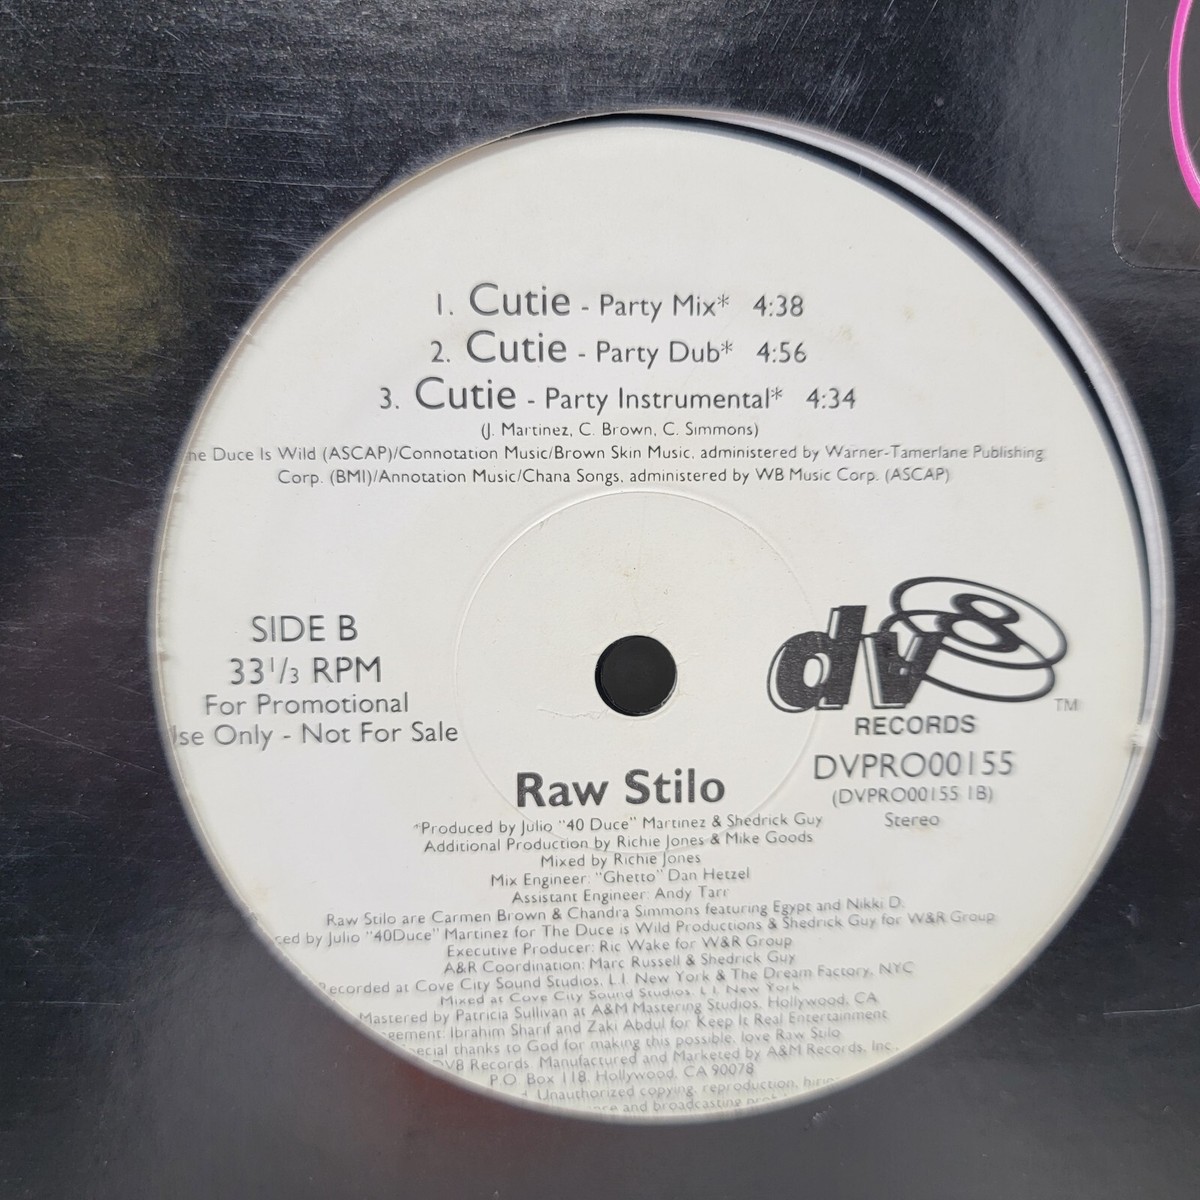 1. Cutie - Party Mix* 4:38
2. Cutie - Party Dub* 4:56
3. Cutie - Party Instrumental* 4:34
(J. Martinez, C. Brown, C. Simmons)
he Duce Is Wild (ASCAP)/Connotation Music/Brown Skin Music, administered by Warner-Tamerlane Publishing
Corp. (BMI)/Annotation Music/Chana Songs, administered by WB Music Corp. (ASCAP)
SIDE B
33 1/3 RPM
For Promotional
Use Only - Not For Sale
dv8
TM
RECORDS
DVPRO00155
(DVPRO00155 1B)
Stereo
Raw Stilo
*Produced by Julio "40 Duce" Martinez & Shedrick Guy
Additional Production by Richie Jones & Mike Goods
Mixed by Richie Jones
Mix Engineer: "Ghetto" Dan Hetzel
Assistant Engineer: Andy Tarr
Raw Stilo are Carmen Brown & Chandra Simmons featuring Egypt and Nikki D.
ced by Julio "40Duce" Martinez for The Duce is Wild Productions & Shedrick Guy for W&R Group
Executive Producer: Ric Wake for W&R Group
A&R Coordination: Marc Russell & Shedrick Guy
Recorded at Cove City Sound Studios, L.I. New York & The Dream Factory, NYC
Mixed at Cove City Sound Studios, L.I. New York
Mastered by Patricia Sullivan at A&M Mastering Studios, Hollywood, CA
gement: Ibrahim Sharif and Zaki Abdul for Keep It Real Entertainment
ecial thanks to God for making this possible, love Raw Stilo
DV8 Records. Manufactured and Marketed by A&M Records, Inc.,
P.O. Box 118, Hollywood, CA 90078
Unauthorized copying, reproduction,
and broadcasting